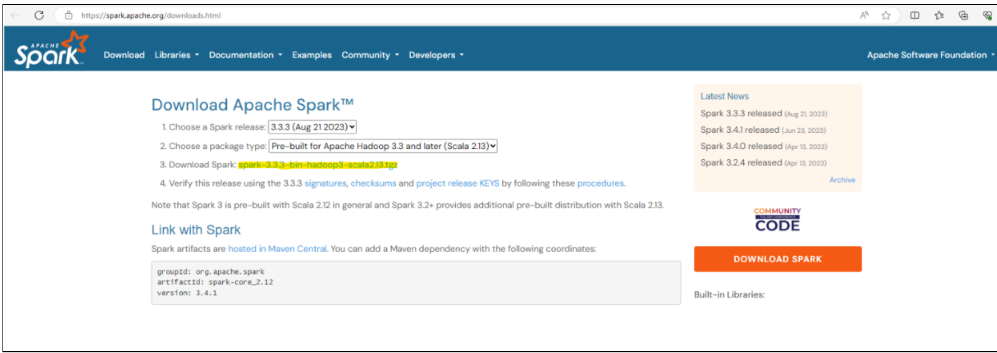 https://spark.apache.org/downloads.html
APACHE
Spark
Download Libraries Documentation Examples Community Developers Apache Software Foundation
Download Apache Spark™
1. Choose a Spark release: 3.3.3 (Aug 21 2023)
2. Choose a package type: Pre-built for Apache Hadoop 3.3 and later (Scala 2.13)
3. Download Spark: spark-3.3.3-bin-hadoop3-scala2.13.tgz
4. Verify this release using the 3.3.3 signatures, checksums and project release KEYS by following these procedures.
Note that Spark 3 is pre-built with Scala 2.12 in general and Spark 3.2+ provides additional pre-built distribution with Scala 2.13.
Link with Spark
Spark artifacts are hosted in Maven Central. You can add a Maven dependency with the following coordinates:
groupId: org.apache.spark
artifactId: spark-core_2.12
version: 3.4.1
Latest News
Spark 3.3.3 released (Aug 21, 2023)
Spark 3.4.1 released (Jun 23, 2023)
Spark 3.4.0 released (Apr 13, 2023)
Spark 3.2.4 released (Apr 13, 2023)
Archive
COMMUNITY
CODE
DOWNLOAD SPARK
Built-in Libraries: